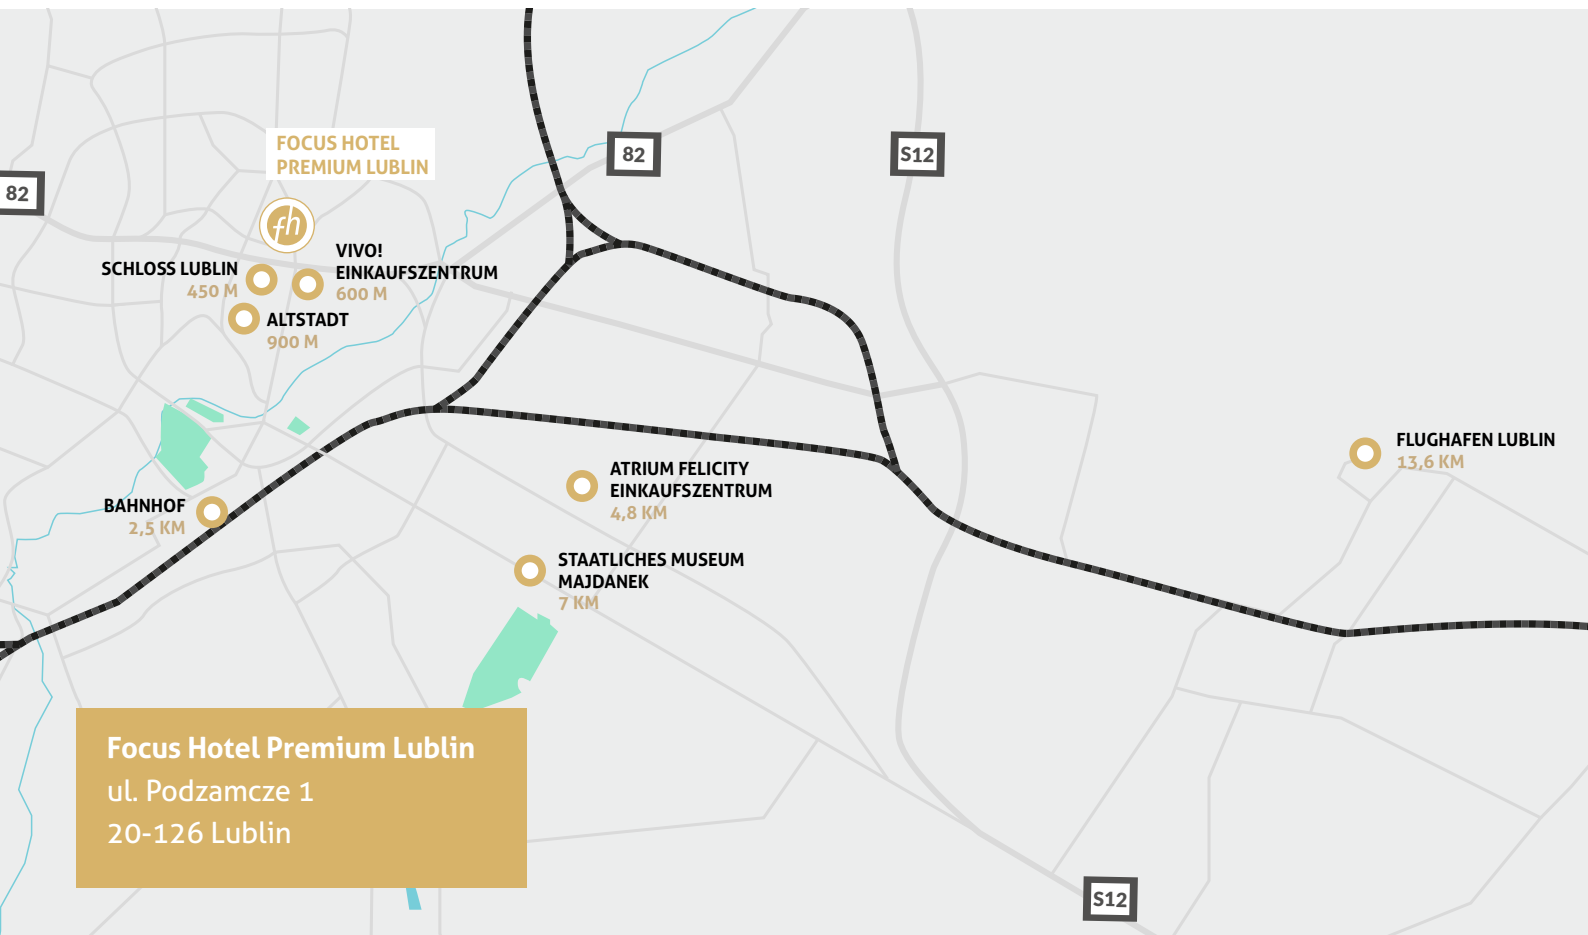 82
S12
FOCUS HOTEL
PREMIUM LUBLIN
82
fh
VIVO!
EINKAUFSZENTRUM
600 M
SCHLOSS LUBLIN
450 M
ALTSTADT
900 M
FLUGHAFEN LUBLIN
13,6 KM
ATRIUM FELICITY
EINKAUFSZENTRUM
4,8 KM
BAHNHOF
2,5 KM
STAATLICHES MUSEUM
MAJDANEK
7 KM
Focus Hotel Premium Lublin
ul. Podzamcze 1
20-126 Lublin
S12